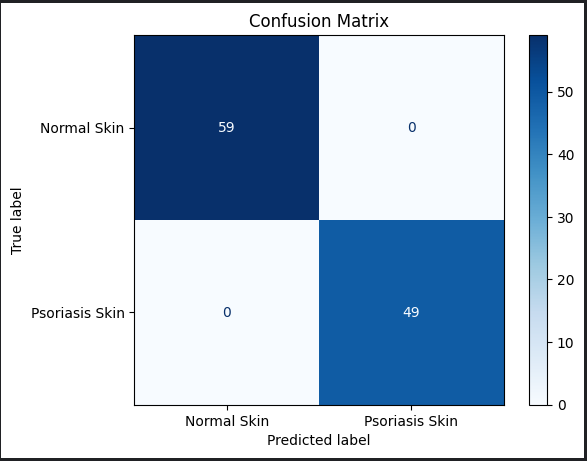 Confusion Matrix
Normal Skin
59
0
50
40
True label
30
20
Psoriasis Skin
0
49
10
0
Normal Skin
Psoriasis Skin
Predicted label